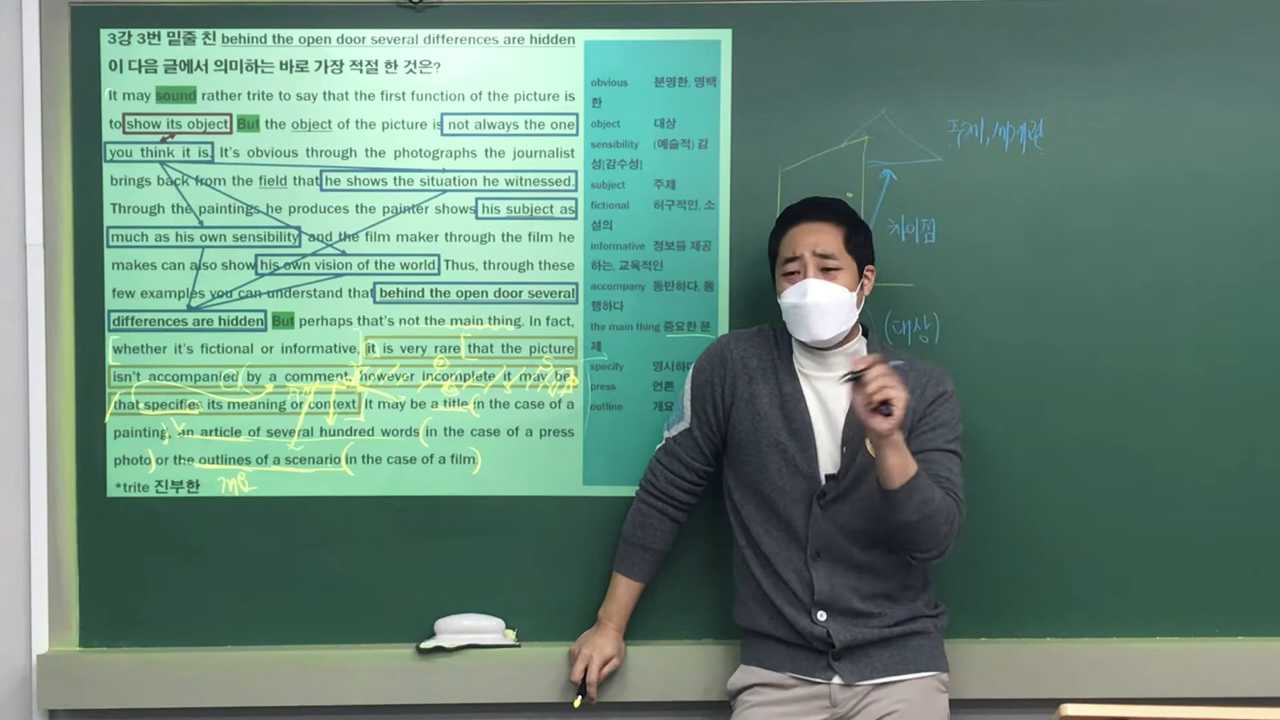 3강 3번 밑줄 친 behind the open door several differences are hidden
이 다음 글에서 의미하는 바로 가장 적절 한 것은?
It may sound rather trite to say that the first function of the picture is
to show its object. But the object of the picture is not always the one
you think it is. It's obvious through the photographs the journalist
brings back from the field that he shows the situation he witnessed.
Through the paintings he produces the painter shows his subject as
much as his own sensibility and the film maker through the film he
makes can also show his own vision of the world. Thus, through these
few examples you can understand that behind the open door several
differences are hidden. But perhaps that's not the main thing. In fact,
whether it's fictional or informative, it is very rare that the picture
isn't accompanied by a comment, however incomplete it may be,
that specifies its meaning or context. It may be a title in the case of a
painting, an article of several hundred words in the case of a press
photo or the outlines of a scenario in the case of a film.
*trite 진부한
개요
obvious 분명한, 명백
한
object 대상
sensibility (예술적) 감
성[감수성]
subject 주제
fictional 허구적인, 소
설의
informative 정보를 제공
하는, 교육적인
accompany 동반하다, 동
행하다
the main thing 중요한 문
제
specify 명시하다
press 언론
outline 개요
주제, 세계관
차이점
(대상)